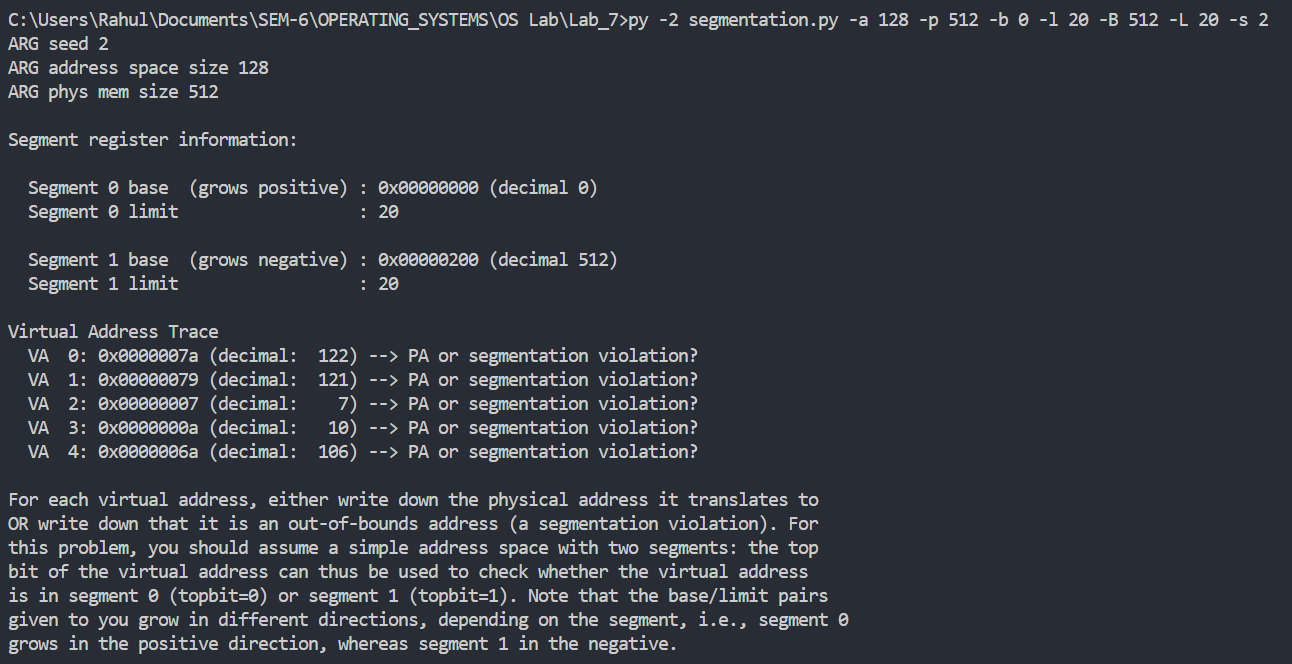 C:\Users\Rahul\Documents\SEM-6\OPERATING_SYSTEMS\OS Lab\Lab_7>py -2 segmentation.py -a 128 -p 512 -b 0 -l 20 -B 512 -L 20 -s 2
ARG seed 2
ARG address space size 128
ARG phys mem size 512

Segment register information:

  Segment 0 base  (grows positive) : 0x00000000 (decimal 0)
  Segment 0 limit                  : 20

  Segment 1 base  (grows negative) : 0x00000200 (decimal 512)
  Segment 1 limit                  : 20

Virtual Address Trace
  VA  0: 0x0000007a (decimal:  122) --> PA or segmentation violation?
  VA  1: 0x00000079 (decimal:  121) --> PA or segmentation violation?
  VA  2: 0x00000007 (decimal:    7) --> PA or segmentation violation?
  VA  3: 0x0000000a (decimal:   10) --> PA or segmentation violation?
  VA  4: 0x0000006a (decimal:  106) --> PA or segmentation violation?

For each virtual address, either write down the physical address it translates to
OR write down that it is an out-of-bounds address (a segmentation violation). For
this problem, you should assume a simple address space with two segments: the top
bit of the virtual address can thus be used to check whether the virtual address
is in segment 0 (topbit=0) or segment 1 (topbit=1). Note that the base/limit pairs
given to you grow in different directions, depending on the segment, i.e., segment 0
grows in the positive direction, whereas segment 1 in the negative.